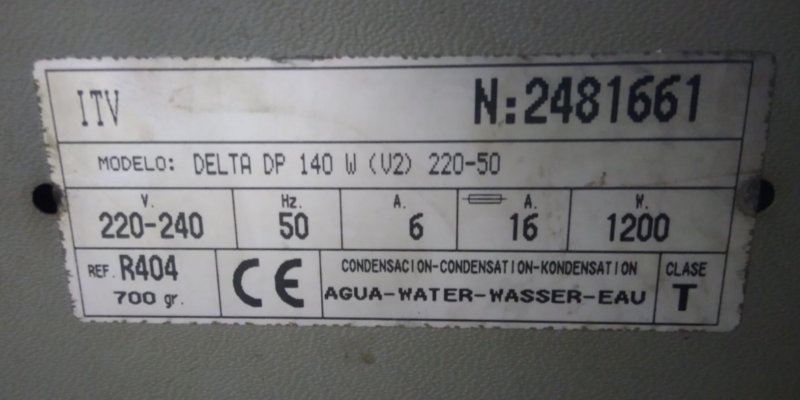 ITV N:2481661
MODELO: DELTA DP 140 W (V2) 220-50
V. Hz. A. A. W.
220-240 50 6 16 1200
REF. R404 CE CONDENSACION-CONDENSATION-KONDENSATION CLASE
700 gr. AGUA-WATER-WASSER-EAU T